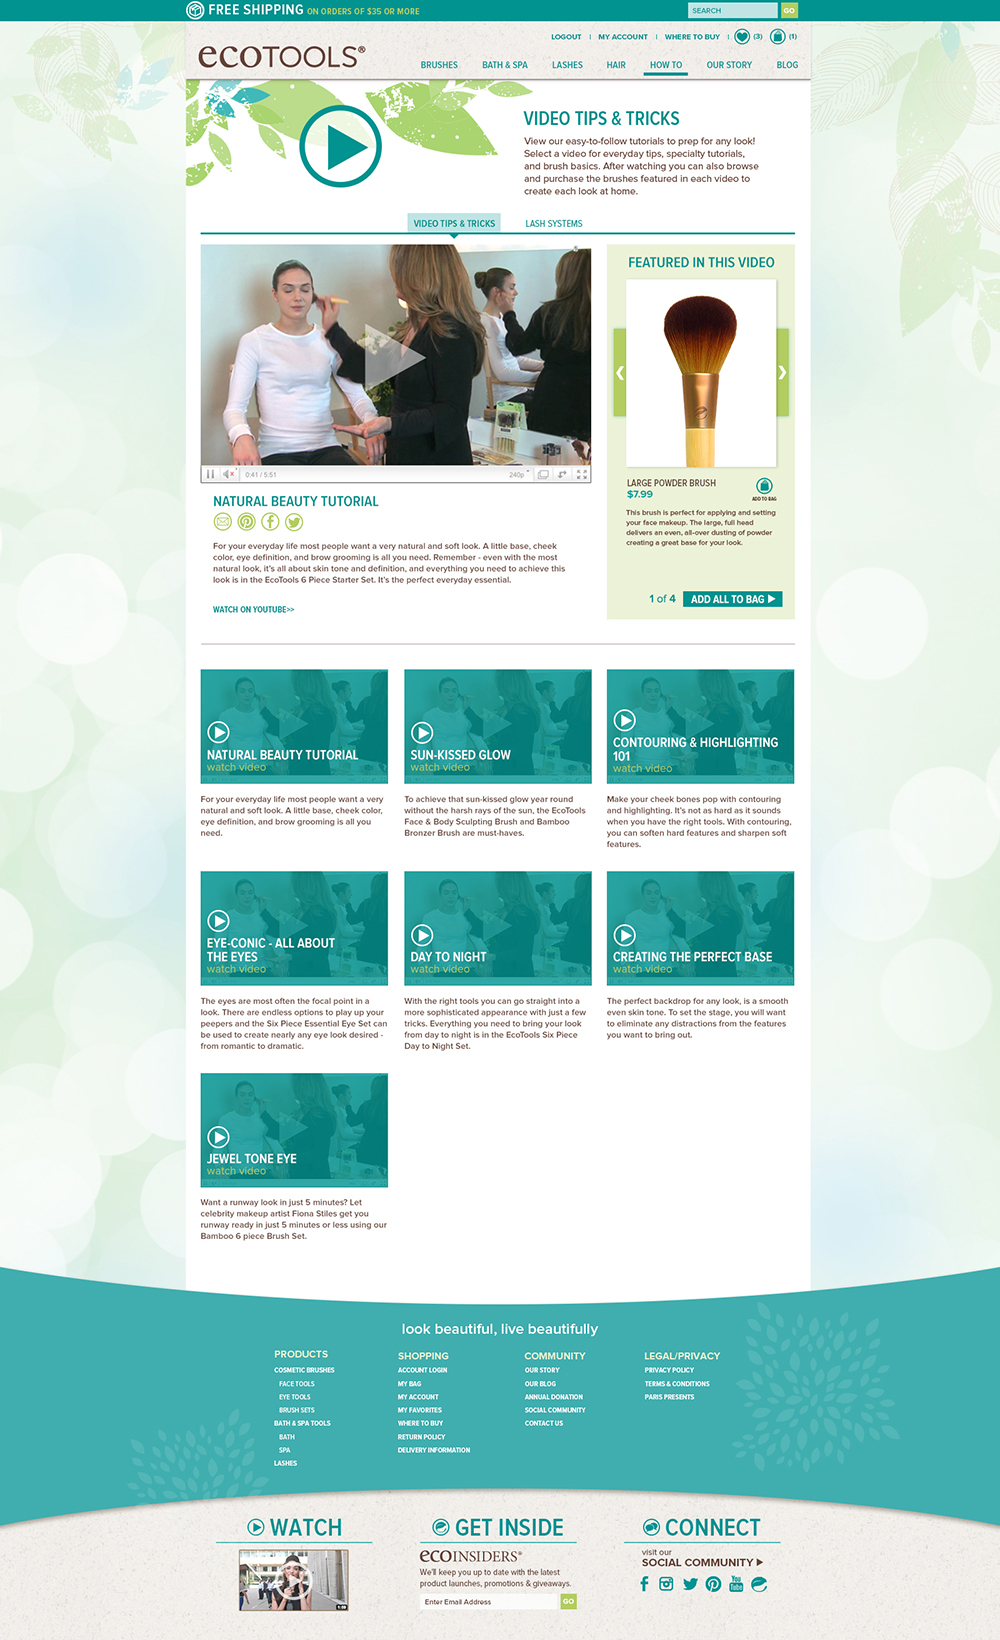 FREE SHIPPING ON ORDERS OF $35 OR MORE
SEARCH GO
LOGOUT | MY ACCOUNT | WHERE TO BUY | (3) (1)
ecoTOOLS®
BRUSHES BATH & SPA LASHES HAIR HOW TO OUR STORY BLOG
VIDEO TIPS & TRICKS
View our easy-to-follow tutorials to prep for any look!
Select a video for everyday tips, specialty tutorials,
and brush basics. After watching you can also browse
and purchase the brushes featured in each video to
create each look at home.
VIDEO TIPS & TRICKS LASH SYSTEMS
0:41 / 5:51 240p
NATURAL BEAUTY TUTORIAL
For your everyday life most people want a very natural and soft look. A little base, cheek
color, eye definition, and brow grooming is all you need. Remember - even with the most
natural look, it's all about skin tone and definition, and everything you need to achieve this
look is in the EcoTools 6 Piece Starter Set. It's the perfect everyday essential.
WATCH ON YOUTUBE>>
FEATURED IN THIS VIDEO
LARGE POWDER BRUSH
$7.99
ADD TO BAG
This brush is perfect for applying and setting
your face makeup. The large, full head
delivers an even, all-over dusting of powder
creating a great base for your look.
1 of 4 ADD ALL TO BAG
NATURAL BEAUTY TUTORIAL
watch video
For your everyday life most people want a very
natural and soft look. A little base, cheek color,
eye definition, and brow grooming is all you
need.
SUN-KISSED GLOW
watch video
To achieve that sun-kissed glow year round
without the harsh rays of the sun, the EcoTools
Face & Body Sculpting Brush and Bamboo
Bronzer Brush are must-haves.
CONTOURING & HIGHLIGHTING
101
watch video
Make your cheek bones pop with contouring
and highlighting. It's not as hard as it sounds
when you have the right tools. With contouring,
you can soften hard features and sharpen soft
features.
EYE-CONIC - ALL ABOUT
THE EYES
watch video
The eyes are most often the focal point in a
look. There are endless options to play up your
peepers and the Six Piece Essential Eye Set can
be used to create nearly any eye look desired -
from romantic to dramatic.
DAY TO NIGHT
watch video
With the right tools you can go straight into a
more sophisticated appearance with just a few
tricks. Everything you need to bring your look
from day to night is in the EcoTools Six Piece
Day to Night Set.
CREATING THE PERFECT BASE
watch video
The perfect backdrop for any look, is a smooth
even skin tone. To set the stage, you will want
to eliminate any distractions from the features
you want to bring out.
JEWEL TONE EYE
watch video
Want a runway look in just 5 minutes? Let
celebrity makeup artist Fiona Stiles get you
runway ready in just 5 minutes or less using our
Bamboo 6 piece Brush Set.
look beautiful, live beautifully
PRODUCTS
COSMETIC BRUSHES
FACE TOOLS
EYE TOOLS
BRUSH SETS
BATH & SPA TOOLS
BATH
SPA
LASHES
SHOPPING
ACCOUNT LOGIN
MY BAG
MY ACCOUNT
MY FAVORITES
WHERE TO BUY
RETURN POLICY
DELIVERY INFORMATION
COMMUNITY
OUR STORY
OUR BLOG
ANNUAL DONATION
SOCIAL COMMUNITY
CONTACT US
LEGAL/PRIVACY
PRIVACY POLICY
TERMS & CONDITIONS
PARIS PRESENTS
WATCH
GET INSIDE
ecoINSIDERS®
We'll keep you up to date with the latest
product launches, promotions & giveaways.
Enter Email Address GO
CONNECT
visit our
SOCIAL COMMUNITY
You Tube